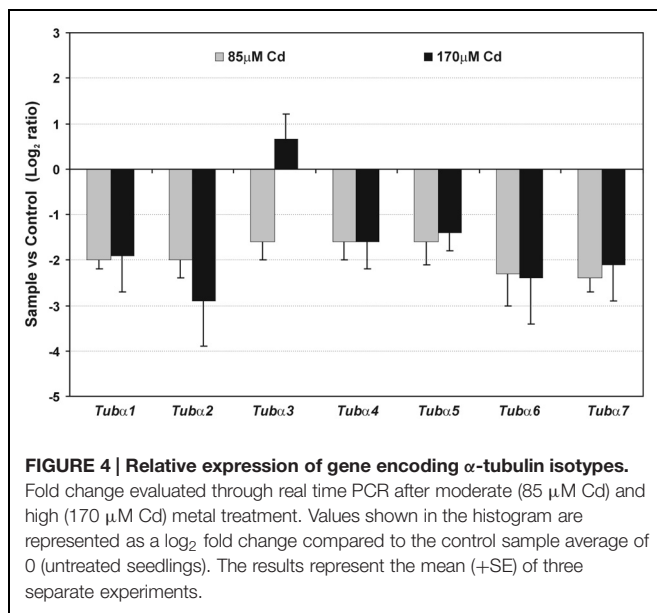 3
85μM Cd 170μM Cd
2
1
0
-1
-2
-3
-4
-5
Sample vs Control (Log₂ ratio)
Tubα1 Tubα2 Tubα3 Tubα4 Tubα5 Tubα6 Tubα7
FIGURE 4 | Relative expression of gene encoding α-tubulin isotypes.
Fold change evaluated through real time PCR after moderate (85 μM Cd) and
high (170 μM Cd) metal treatment. Values shown in the histogram are
represented as a log₂ fold change compared to the control sample average of
0 (untreated seedlings). The results represent the mean (+SE) of three
separate experiments.